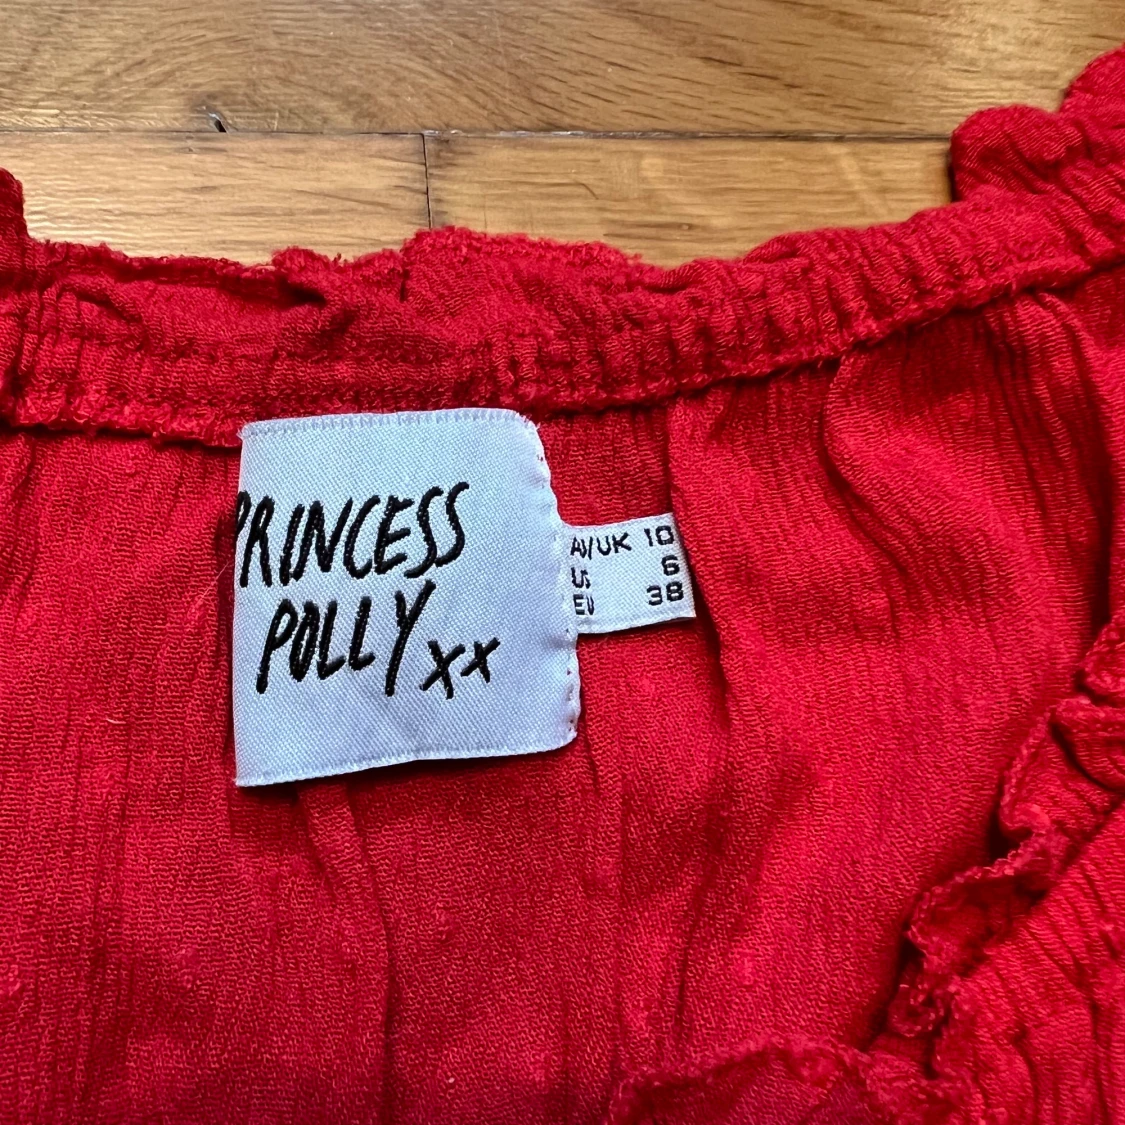 PRINCESS
POLLY xx
AU/UK 10
US 6
EU 38